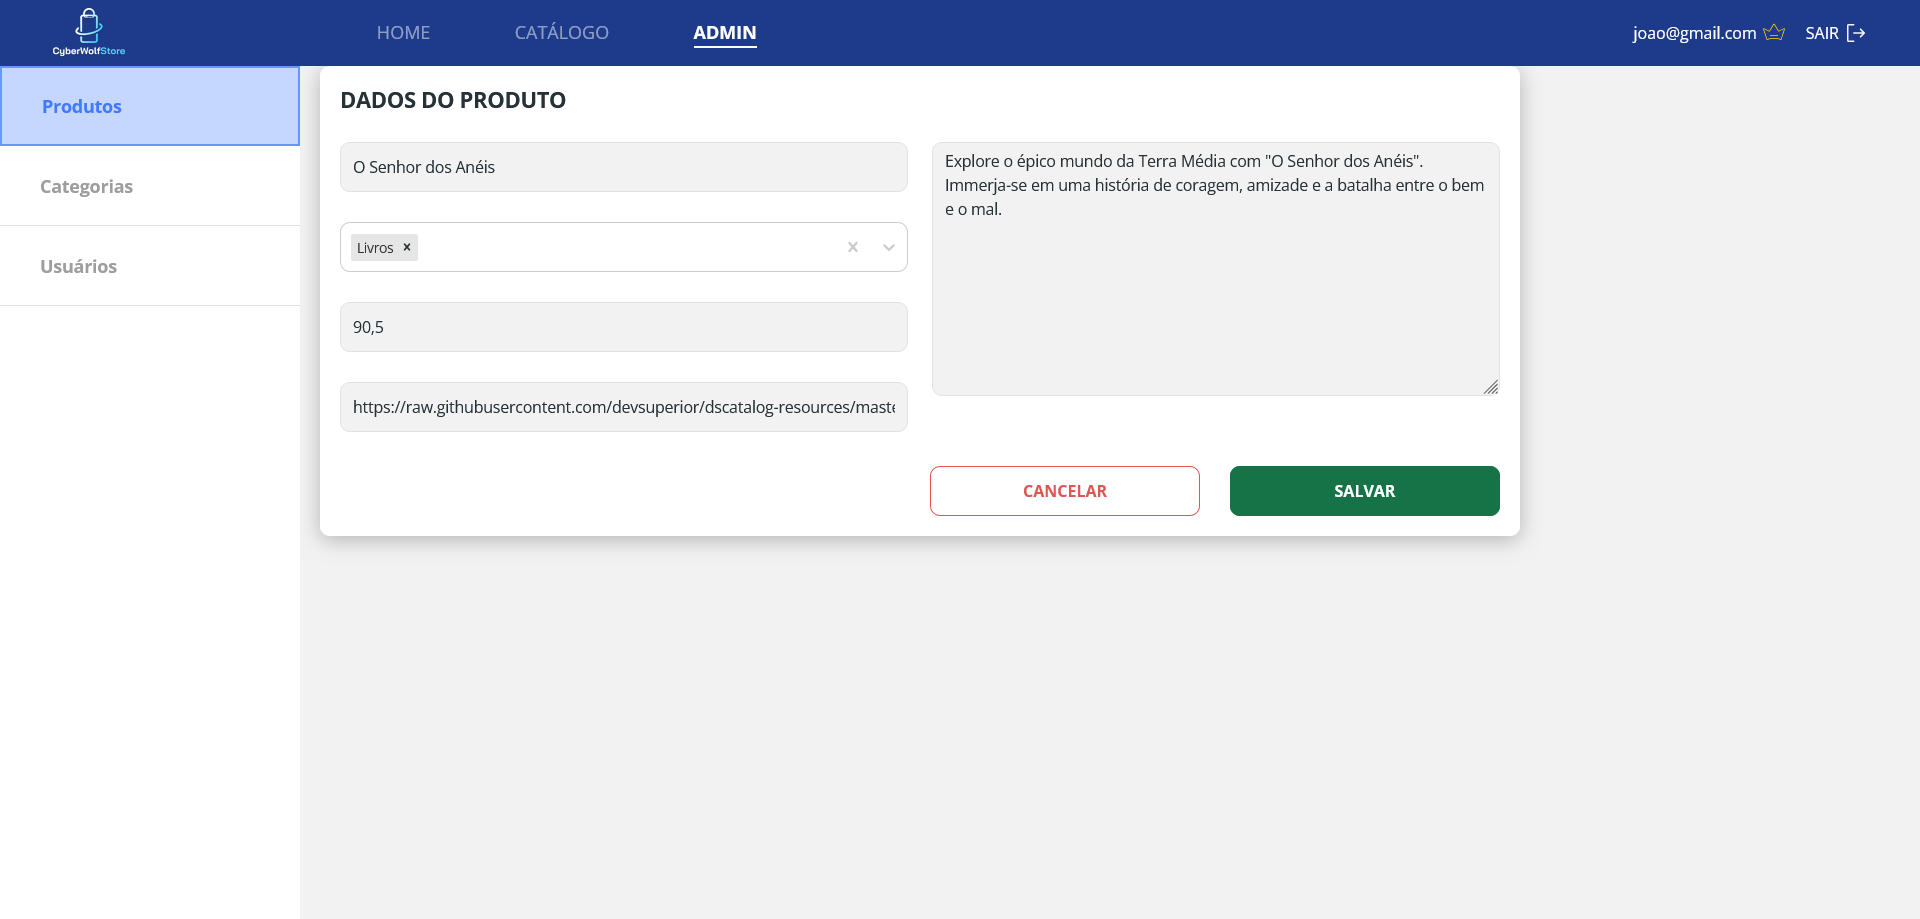 CyberWolfStore
HOME
CATÁLOGO
ADMIN
joao@gmail.com
SAIR
Produtos
Categorias
Usuários
DADOS DO PRODUTO
O Senhor dos Anéis
Livros
90,5
https://raw.githubusercontent.com/devsuperior/dscatalog-resources/maste
Explore o épico mundo da Terra Média com "O Senhor dos Anéis".
Immerja-se em uma história de coragem, amizade e a batalha entre o bem
e o mal.
CANCELAR
SALVAR